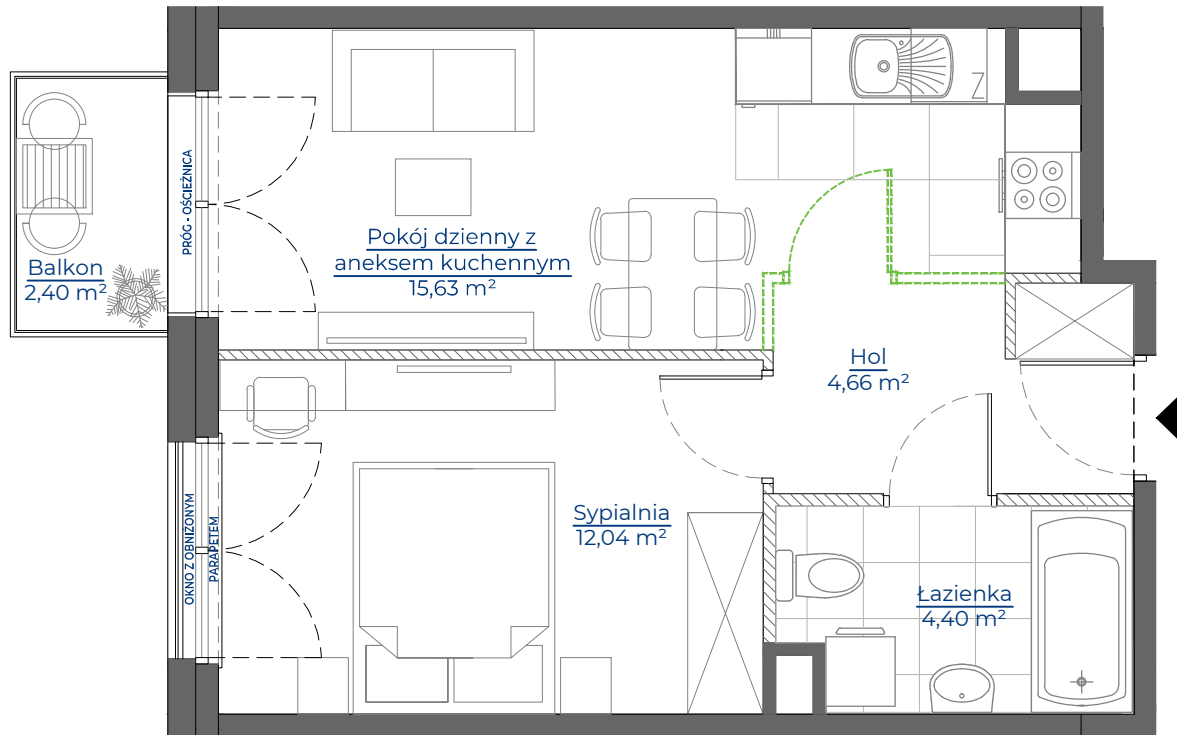 Balkon
2,40 m²
PRÓG - OŚCIEŻNICA
Pokój dzienny z
aneksem kuchennym
15,63 m²
Z
Hol
4,66 m²
OKNO Z OBNIŻONYM
PARAPETEM
Sypialnia
12,04 m²
Łazienka
4,40 m²